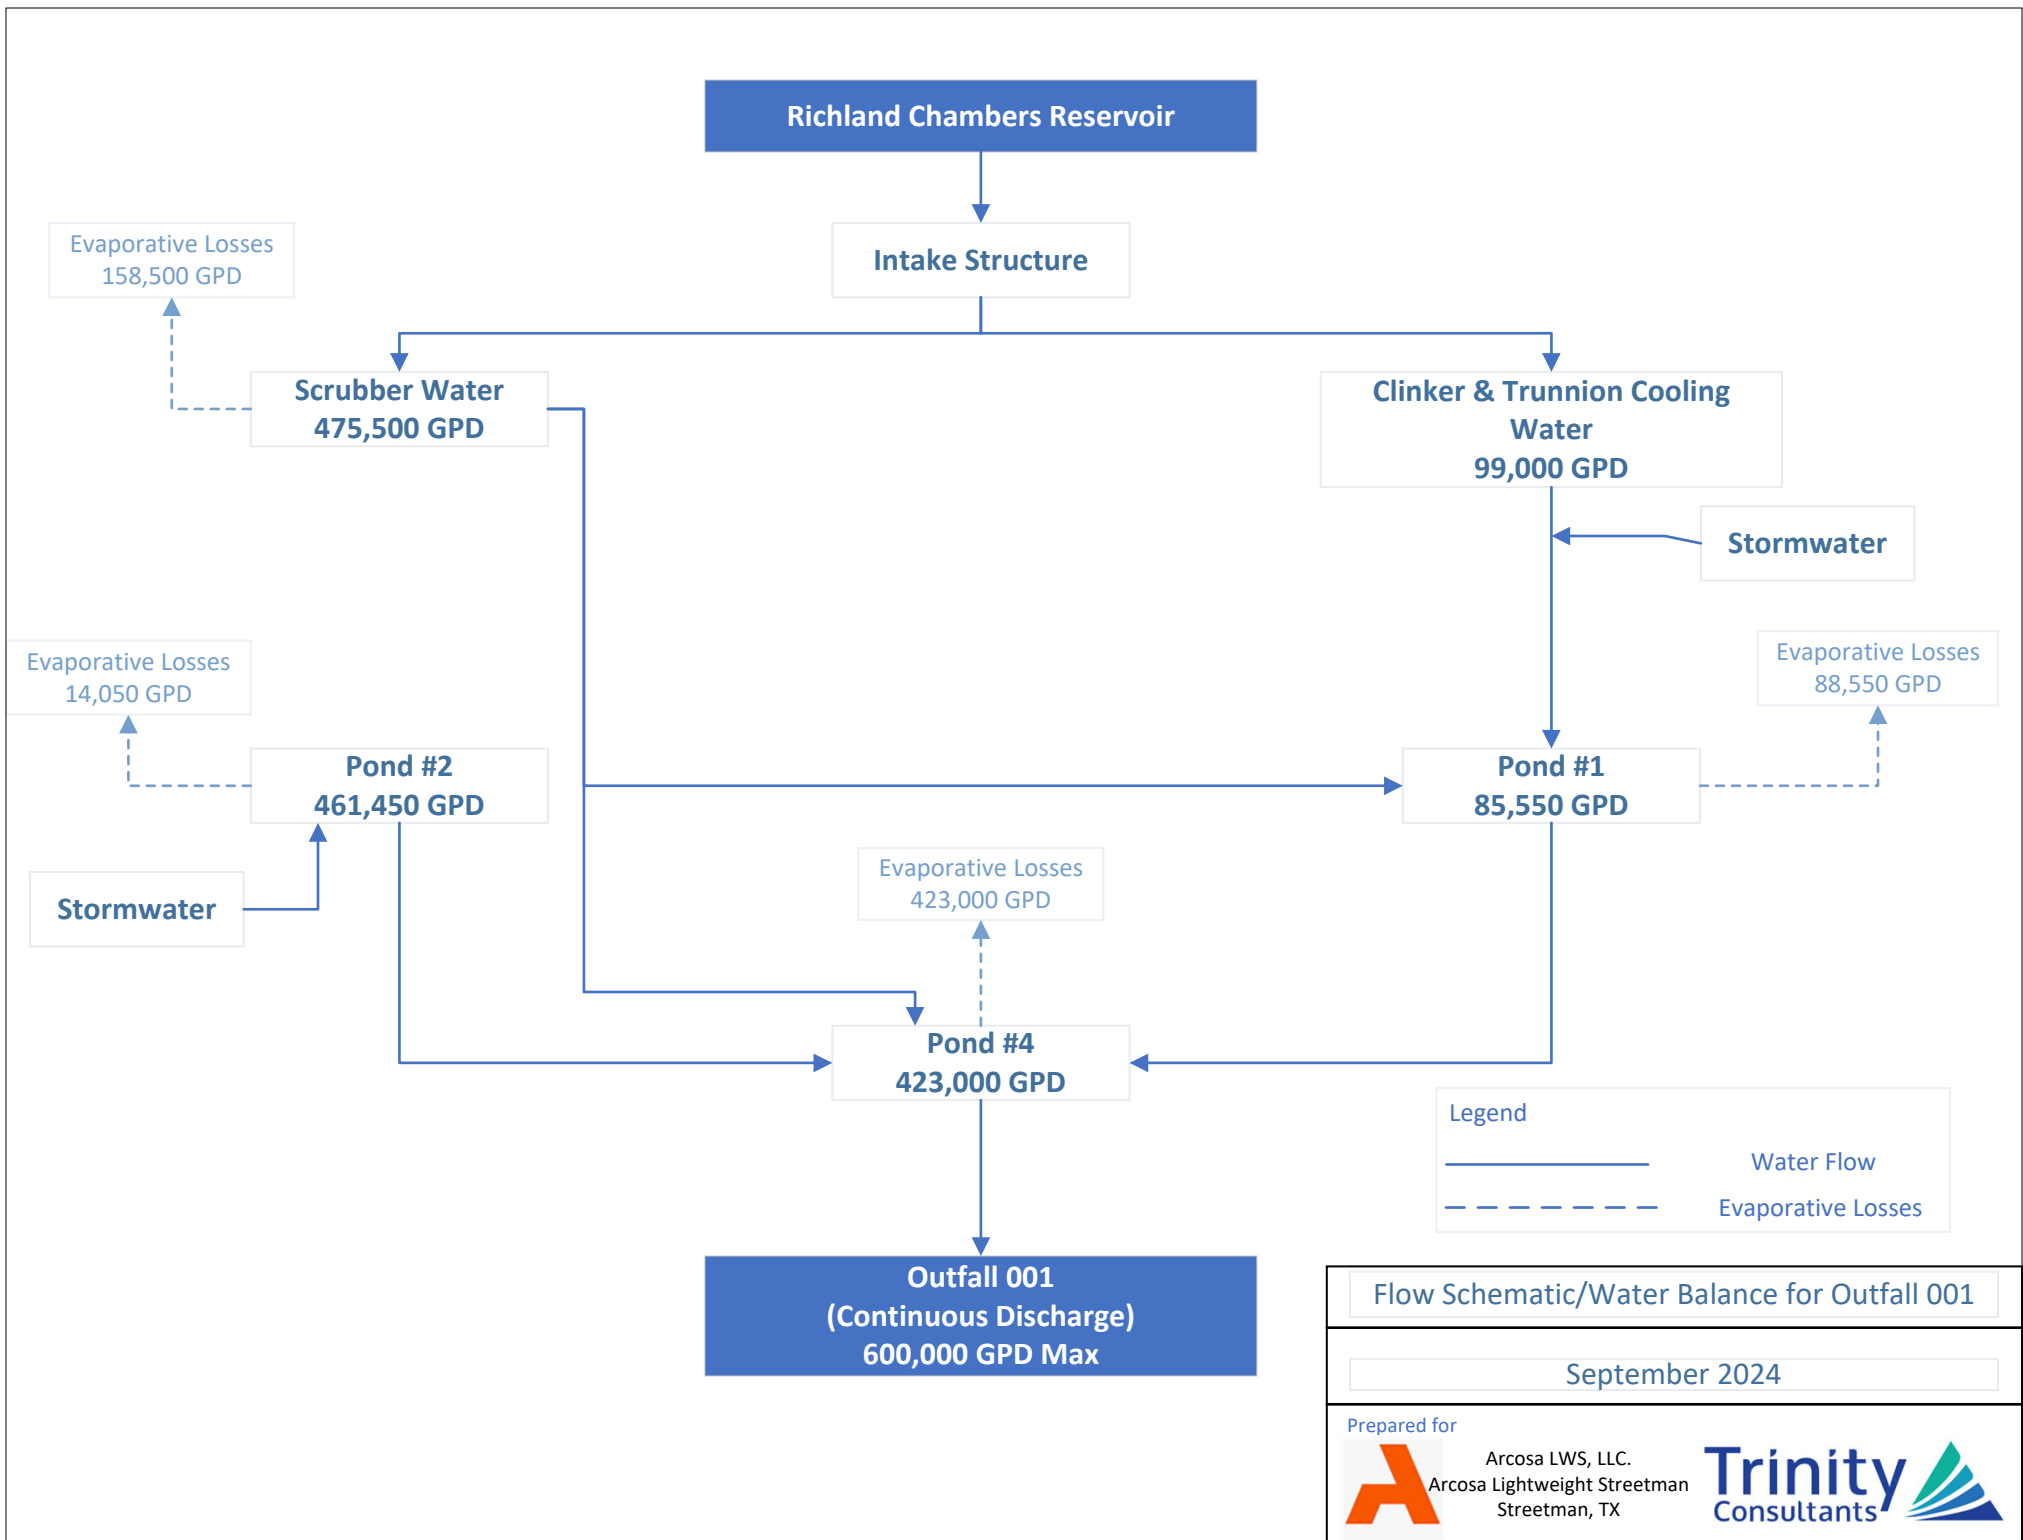 Richland Chambers Reservoir
Intake Structure
Evaporative Losses
158,500 GPD
Scrubber Water
475,500 GPD
Clinker & Trunnion Cooling
Water
99,000 GPD
Stormwater
Evaporative Losses
14,050 GPD
Evaporative Losses
88,550 GPD
Pond #2
461,450 GPD
Pond #1
85,550 GPD
Stormwater
Evaporative Losses
423,000 GPD
Pond #4
423,000 GPD
Legend
Water Flow
Evaporative Losses
Outfall 001
(Continuous Discharge)
600,000 GPD Max
Flow Schematic/Water Balance for Outfall 001
September 2024
Prepared for
Arcosa LWS, LLC.
Arcosa Lightweight Streetman
Streetman, TX
Trinity
Consultants